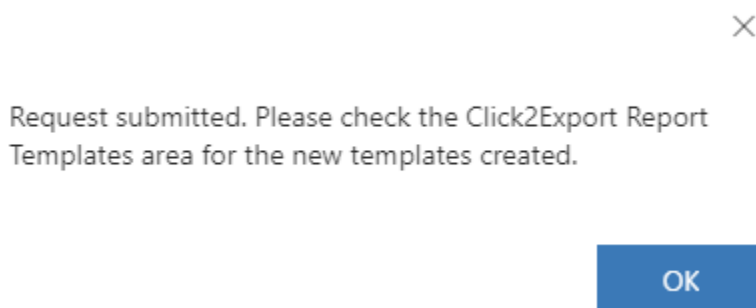 Request submitted. Please check the Click2Export Report
Templates area for the new templates created.
OK